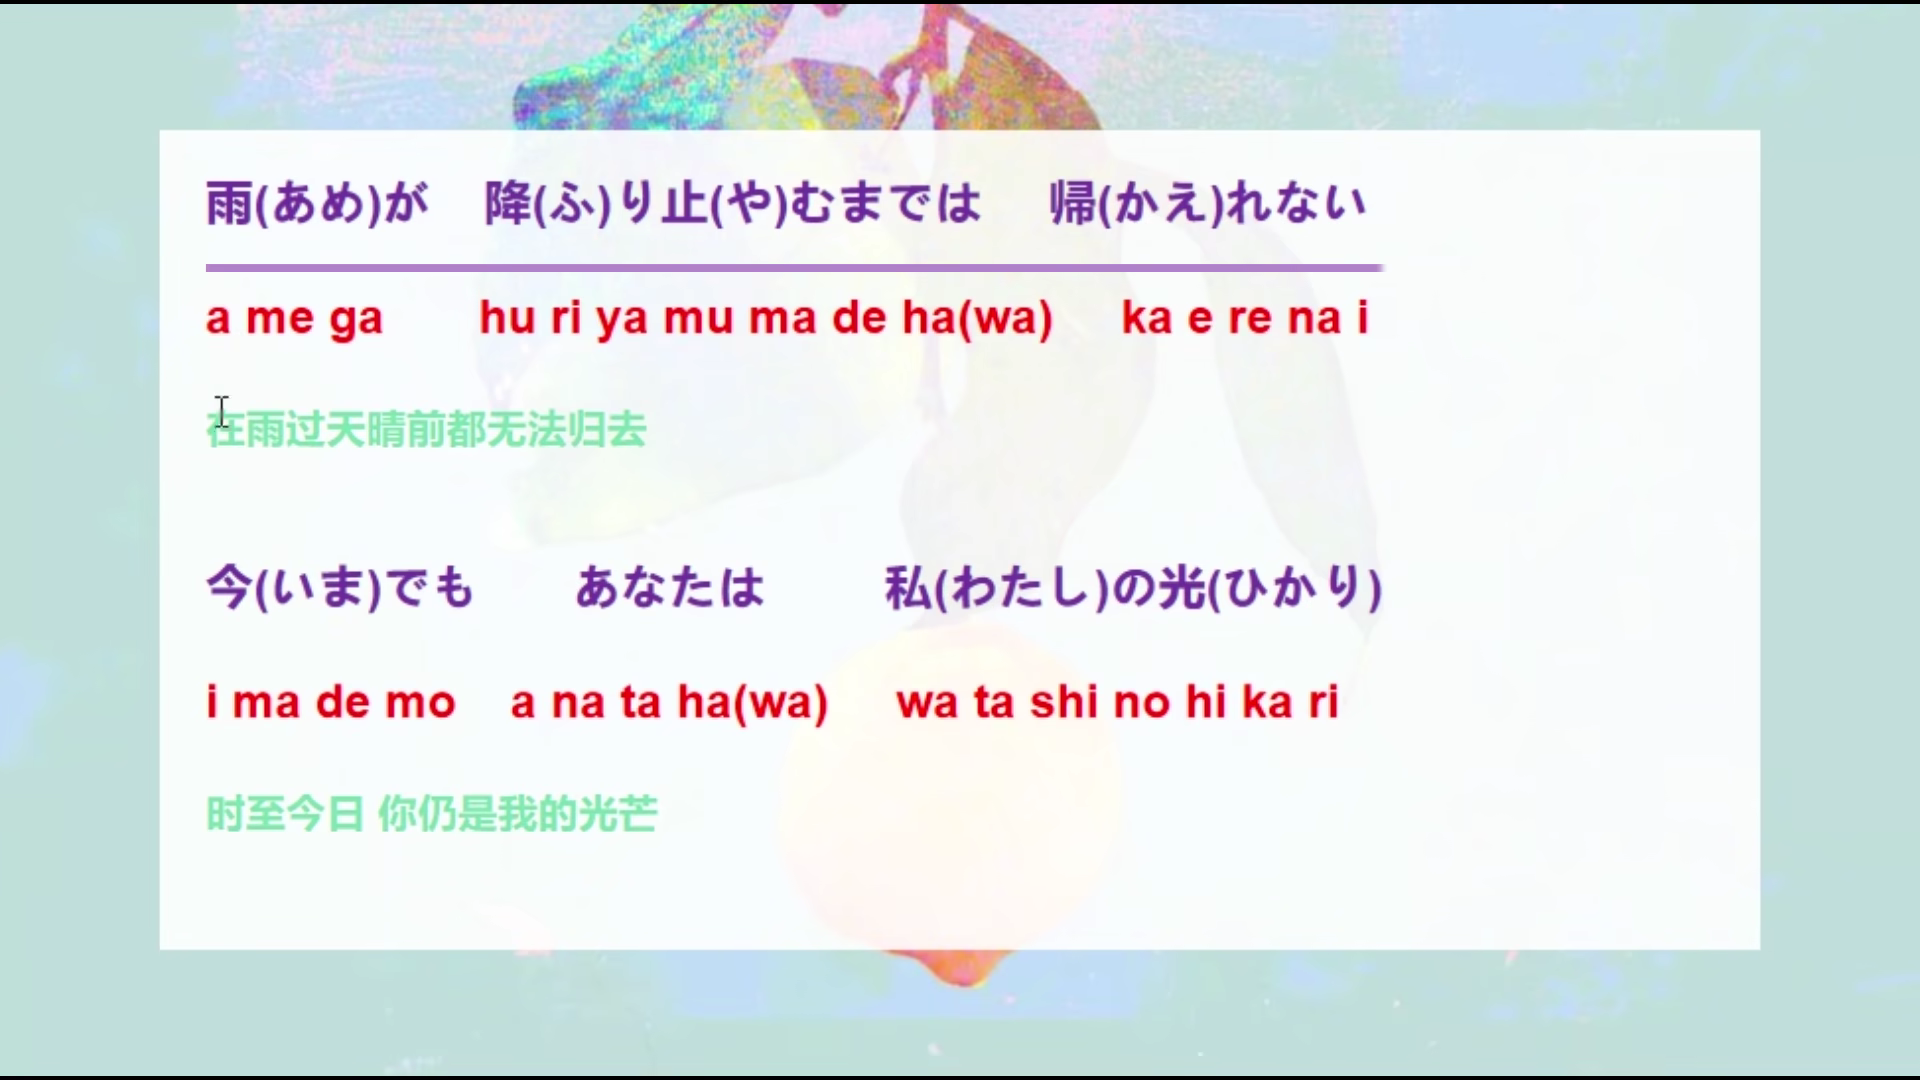 雨(あめ)が 降(ふ)り止(や)むまでは 帰(かえ)れない
a me ga hu ri ya mu ma de ha(wa) ka e re na i
在雨过天晴前都无法归去
今(いま)でも あなたは 私(わたし)の光(ひかり)
i ma de mo a na ta ha(wa) wa ta shi no hi ka ri
时至今日 你仍是我的光芒